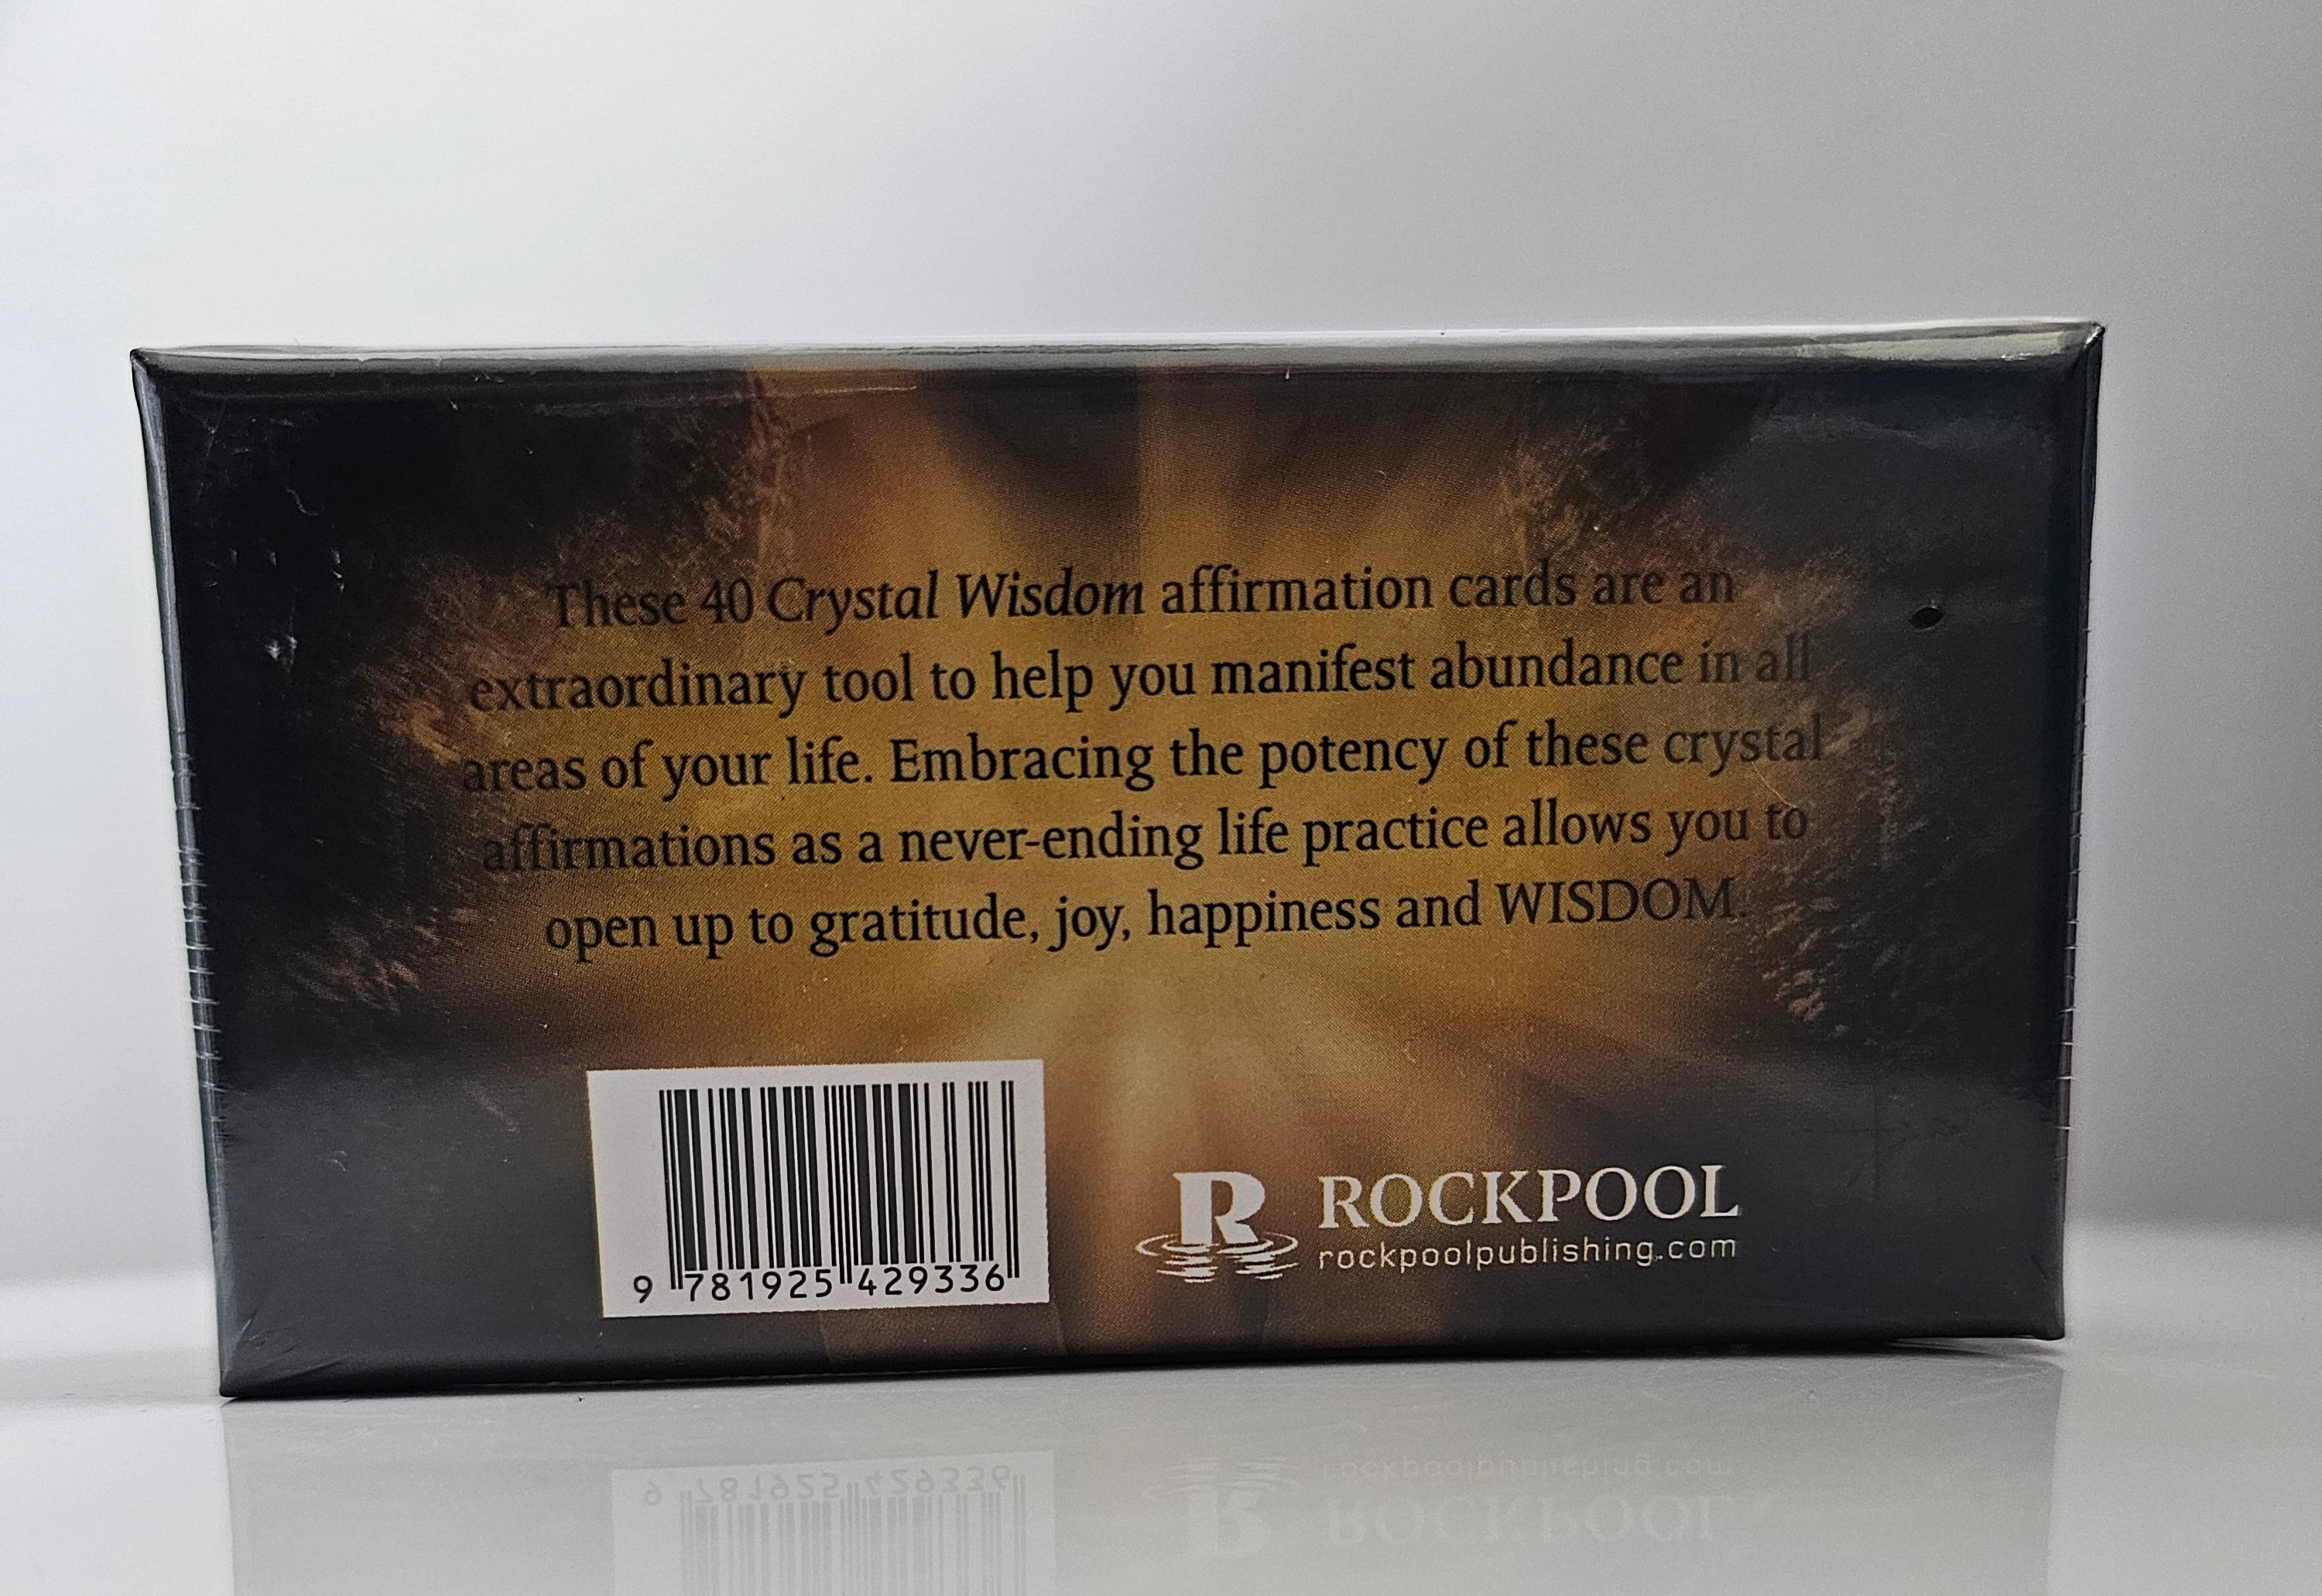 These 40 Crystal Wisdom affirmation cards are an
extraordinary tool to help you manifest abundance in all
areas of your life. Embracing the potency of these crystal
affirmations as a never-ending life practice allows you to
open up to gratitude, joy, happiness and WISDOM.
9 781925 429336
R ROCKPOOL
rockpoolpublishing.com